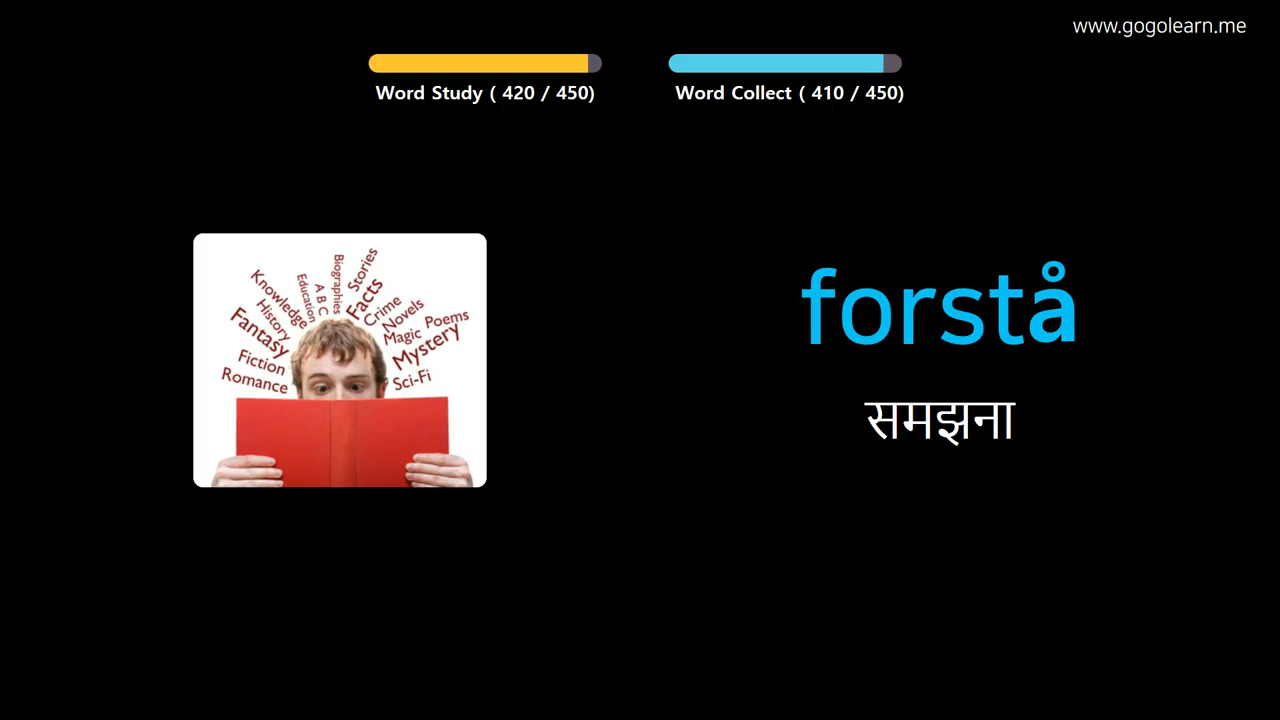 www.gogolearn.me
Word Study ( 420 / 450)
Word Collect ( 410 / 450)
Stories
Biographies
Facts
A B C
Education
Knowledge
Crime
History
Novels
Poems
Fantasy
Magic
Mystery
Fiction
Sci-Fi
Romance
forstå
समझना